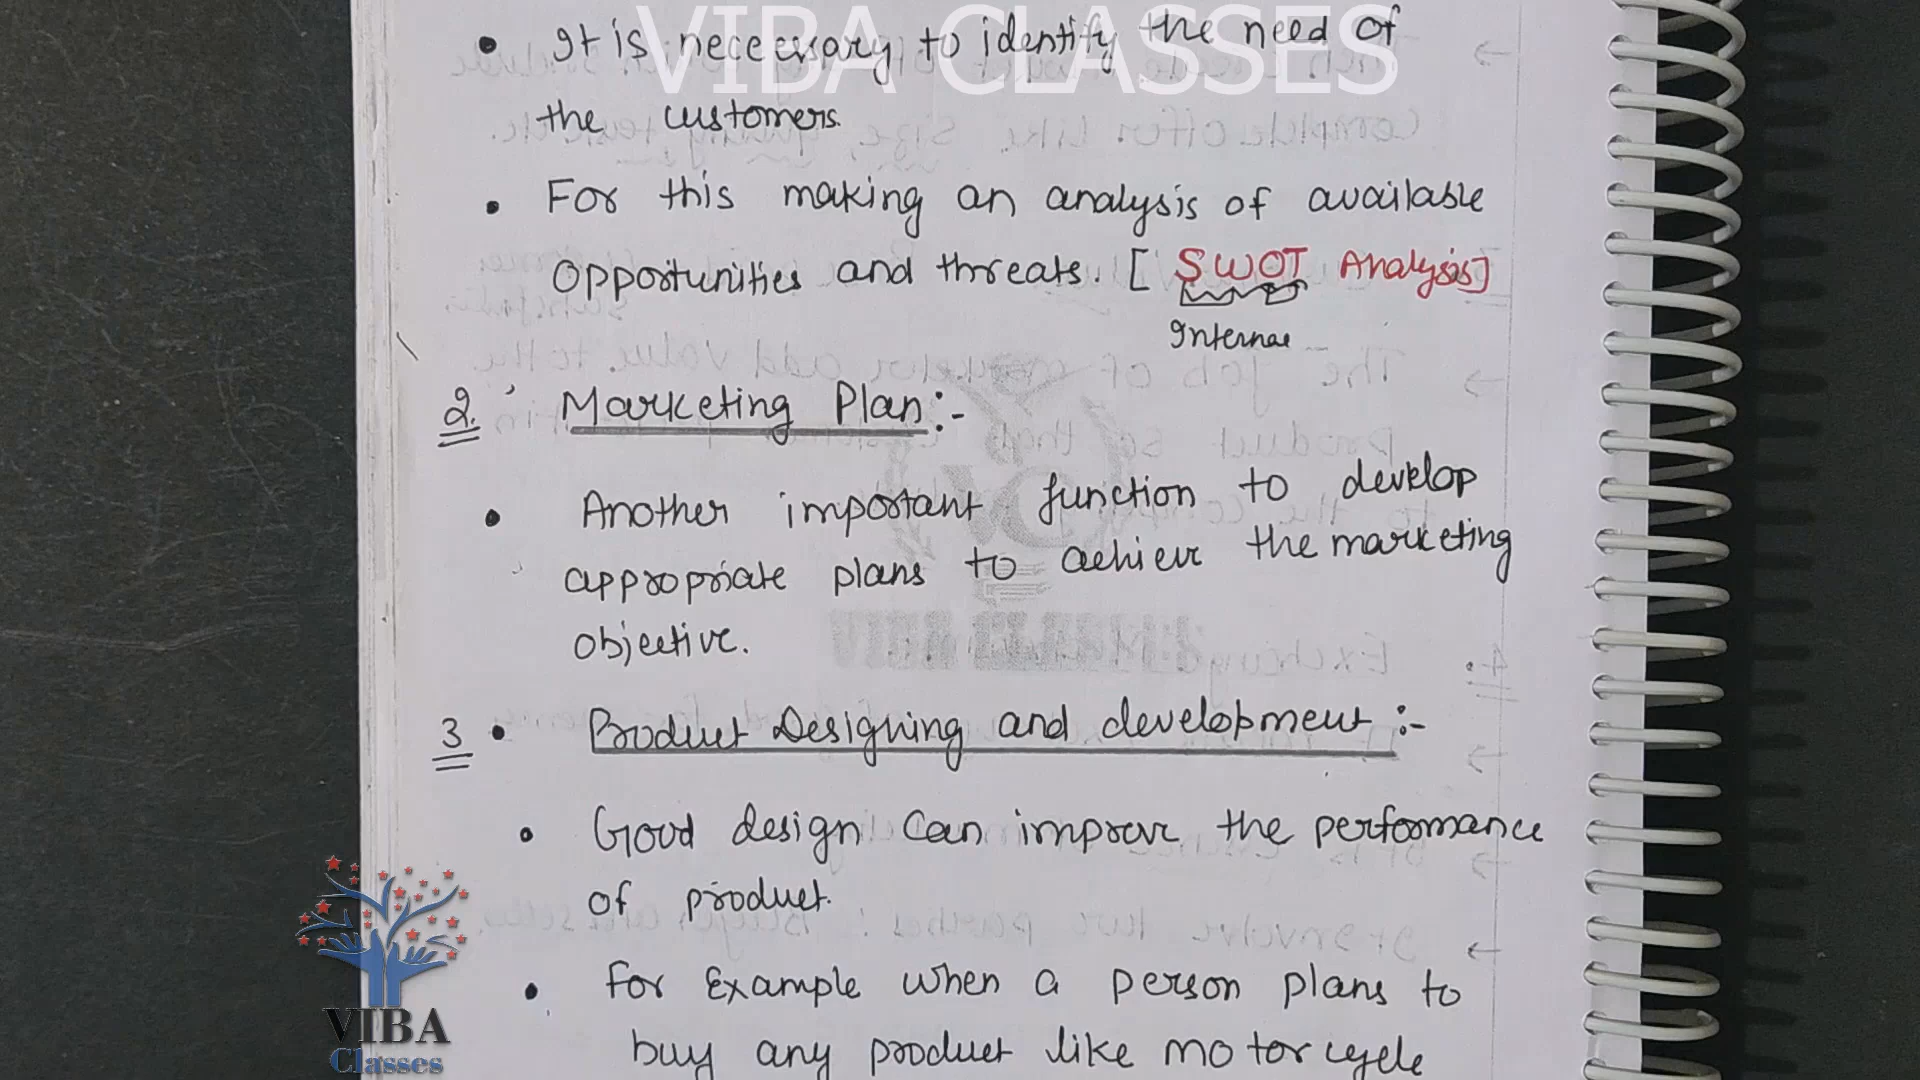 VIBA CLASSES
• It is necessary to identify the need of
the customers.
• For this making an analysis of available
opportunities and threats. [SWOT Analysis]
Internal
2. Marketing Plan :-
• Another important function to develop
appropriate plans to achieve the marketing
objective.
3 • Product Designing and development :-
• Good design can improve the performance
of product.
• For Example when a person plans to
buy any product like motorcycle
VIBA
Classes